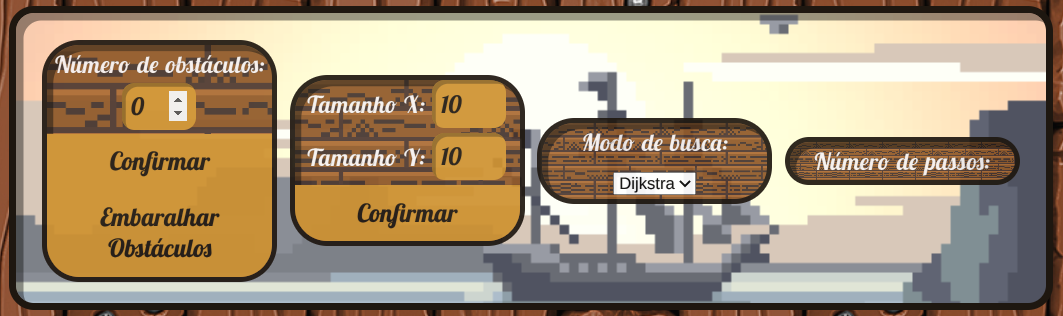 Número de obstáculos:
0
Confirmar
Embaralhar
Obstáculos
Tamanho X: 10
Tamanho Y: 10
Confirmar
Modo de busca:
Dijkstra
Número de passos: